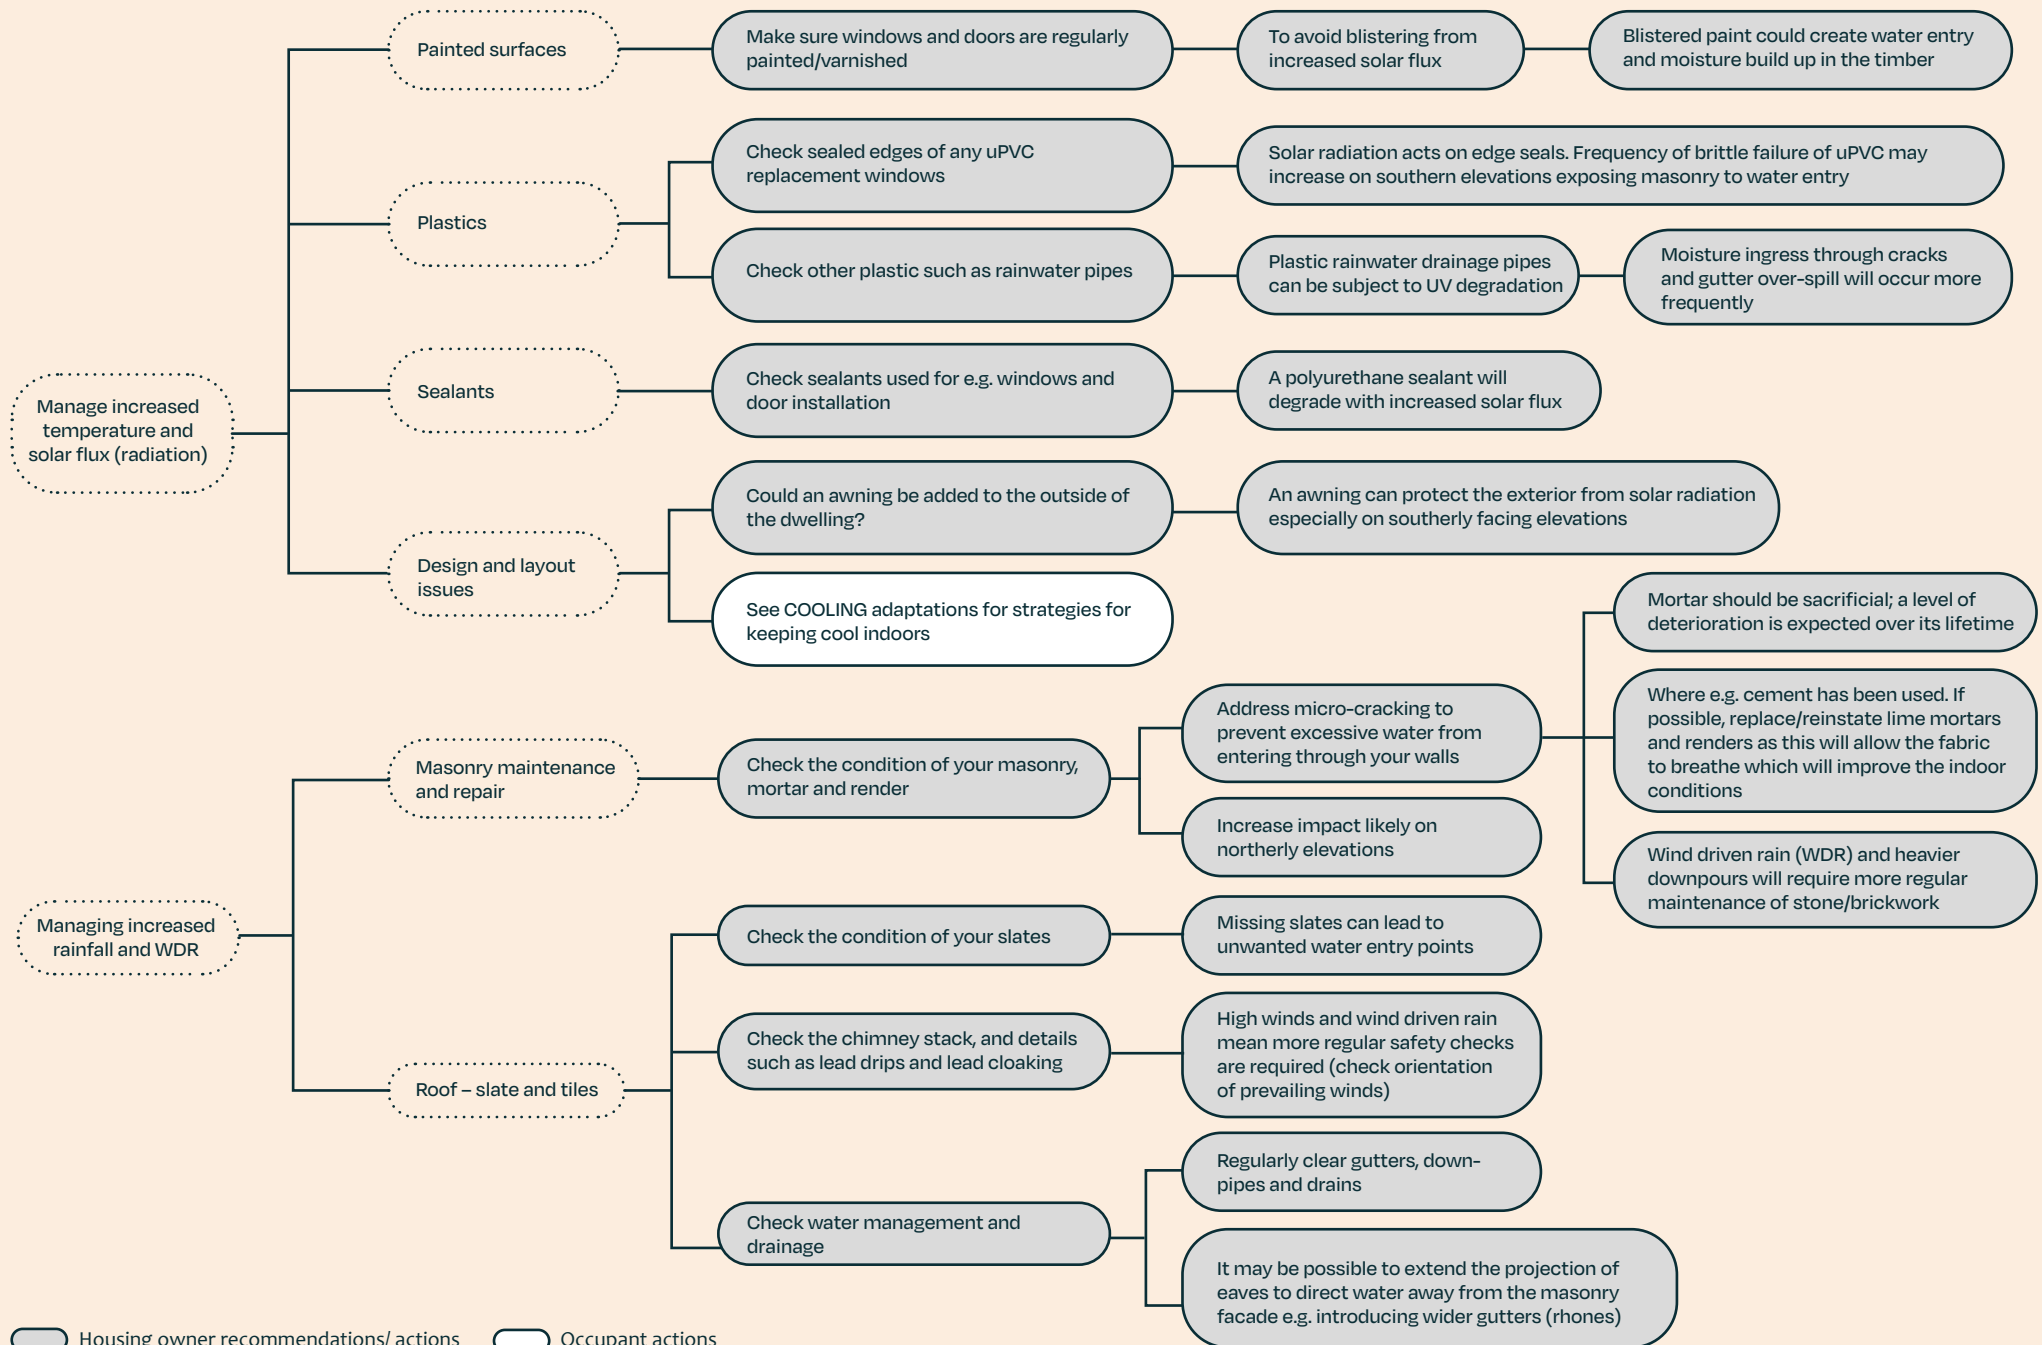 Painted surfaces
Make sure windows and doors are regularly
painted/varnished
To avoid blistering from
increased solar flux
Blistered paint could create water entry
and moisture build up in the timber
Plastics
Check sealed edges of any uPVC
replacement windows
Solar radiation acts on edge seals. Frequency of brittle failure of uPVC may
increase on southern elevations exposing masonry to water entry
Check other plastic such as rainwater pipes
Plastic rainwater drainage pipes
can be subject to UV degradation
Moisture ingress through cracks
and gutter over-spill will occur more
frequently
Manage increased
temperature and
solar flux (radiation)
Sealants
Check sealants used for e.g. windows and
door installation
A polyurethane sealant will
degrade with increased solar flux
Design and layout
issues
Could an awning be added to the outside of
the dwelling?
An awning can protect the exterior from solar radiation
especially on southerly facing elevations
See COOLING adaptations for strategies for
keeping cool indoors
Managing increased
rainfall and WDR
Masonry maintenance
and repair
Check the condition of your masonry,
mortar and render
Address micro-cracking to
prevent excessive water from
entering through your walls
Mortar should be sacrificial; a level of
deterioration is expected over its lifetime
Where e.g. cement has been used. If
possible, replace/reinstate lime mortars
and renders as this will allow the fabric
to breathe which will improve the indoor
conditions
Wind driven rain (WDR) and heavier
downpours will require more regular
maintenance of stone/brickwork
Increase impact likely on
northerly elevations
Roof – slate and tiles
Check the condition of your slates
Missing slates can lead to
unwanted water entry points
Check the chimney stack, and details
such as lead drips and lead cloaking
High winds and wind driven rain
mean more regular safety checks
are required (check orientation
of prevailing winds)
Check water management and
drainage
Regularly clear gutters, down-
pipes and drains
It may be possible to extend the projection of
eaves to direct water away from the masonry
facade e.g. introducing wider gutters (rhones)
Housing owner recommendations/ actions
Occupant actions